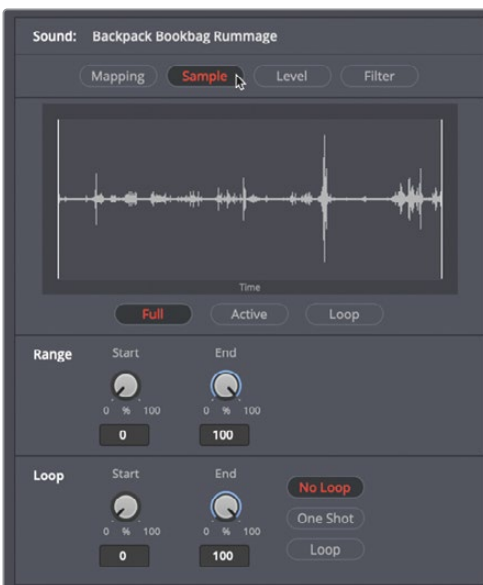 Sound: Backpack Bookbag Rummage
Mapping Sample Level Filter
Time
Full Active Loop
Range Start End
0 % 100 0 % 100
0 100
Loop Start End
No Loop
0 % 100 0 % 100
One Shot
0 100
Loop